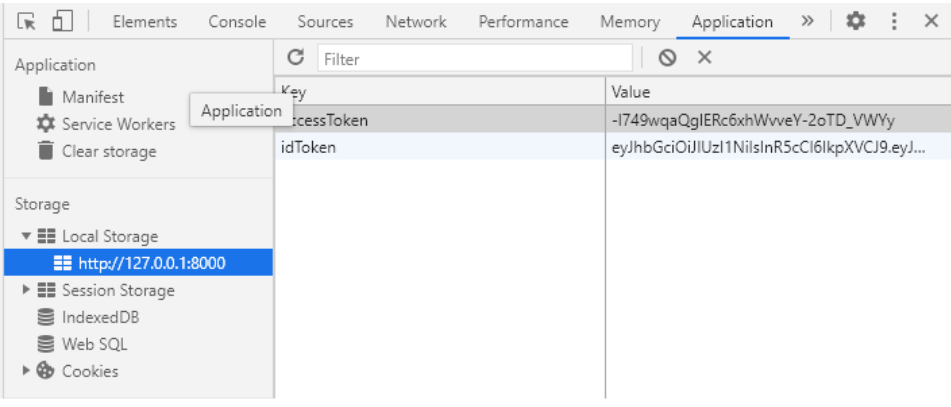 Elements Console Sources Network Performance Memory Application »
Application
Filter
Manifest
Service Workers
Clear storage
Application
Key Value
ccessToken -I749wqaQgIERc6xhWvveY-2oTD_VWYy
idToken eyJhbGciOiJIUzI1NiIsInR5cCI6IkpXVCJ9.eyJ...
Storage
Local Storage
http://127.0.0.1:8000
Session Storage
IndexedDB
Web SQL
Cookies